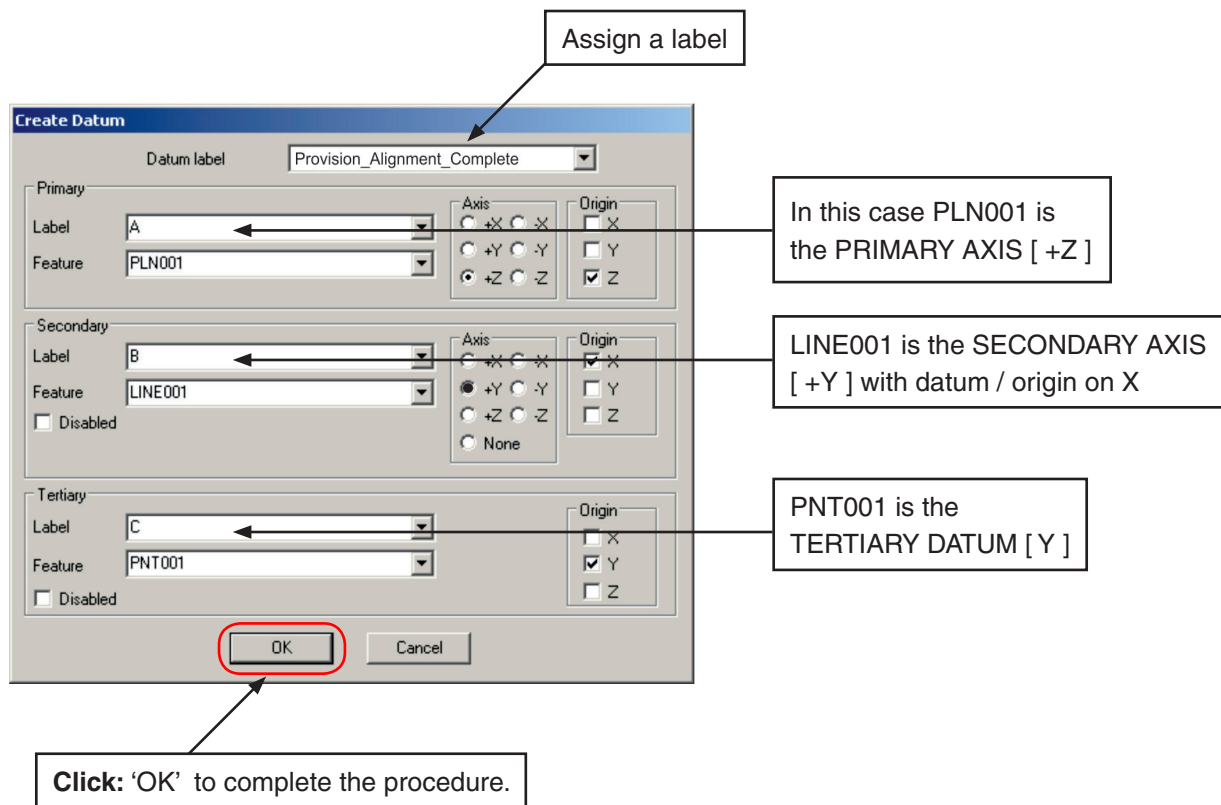 Assign a label
Create Datum
Datum label Provision_Alignment_Complete
Primary
Label A
Feature PLN001
Axis
+X -X
+Y -Y
+Z -Z
Origin
X
Y
Z
In this case PLN001 is
the PRIMARY AXIS [ +Z ]
Secondary
Label B
Feature LINE001
Disabled
Axis
+X -X
+Y -Y
+Z -Z
None
Origin
X
Y
Z
LINE001 is the SECONDARY AXIS
[ +Y ] with datum / origin on X
Tertiary
Label C
Feature PNT001
Disabled
Origin
X
Y
Z
PNT001 is the
TERTIARY DATUM [ Y ]
OK Cancel
Click: ‘OK’ to complete the procedure.